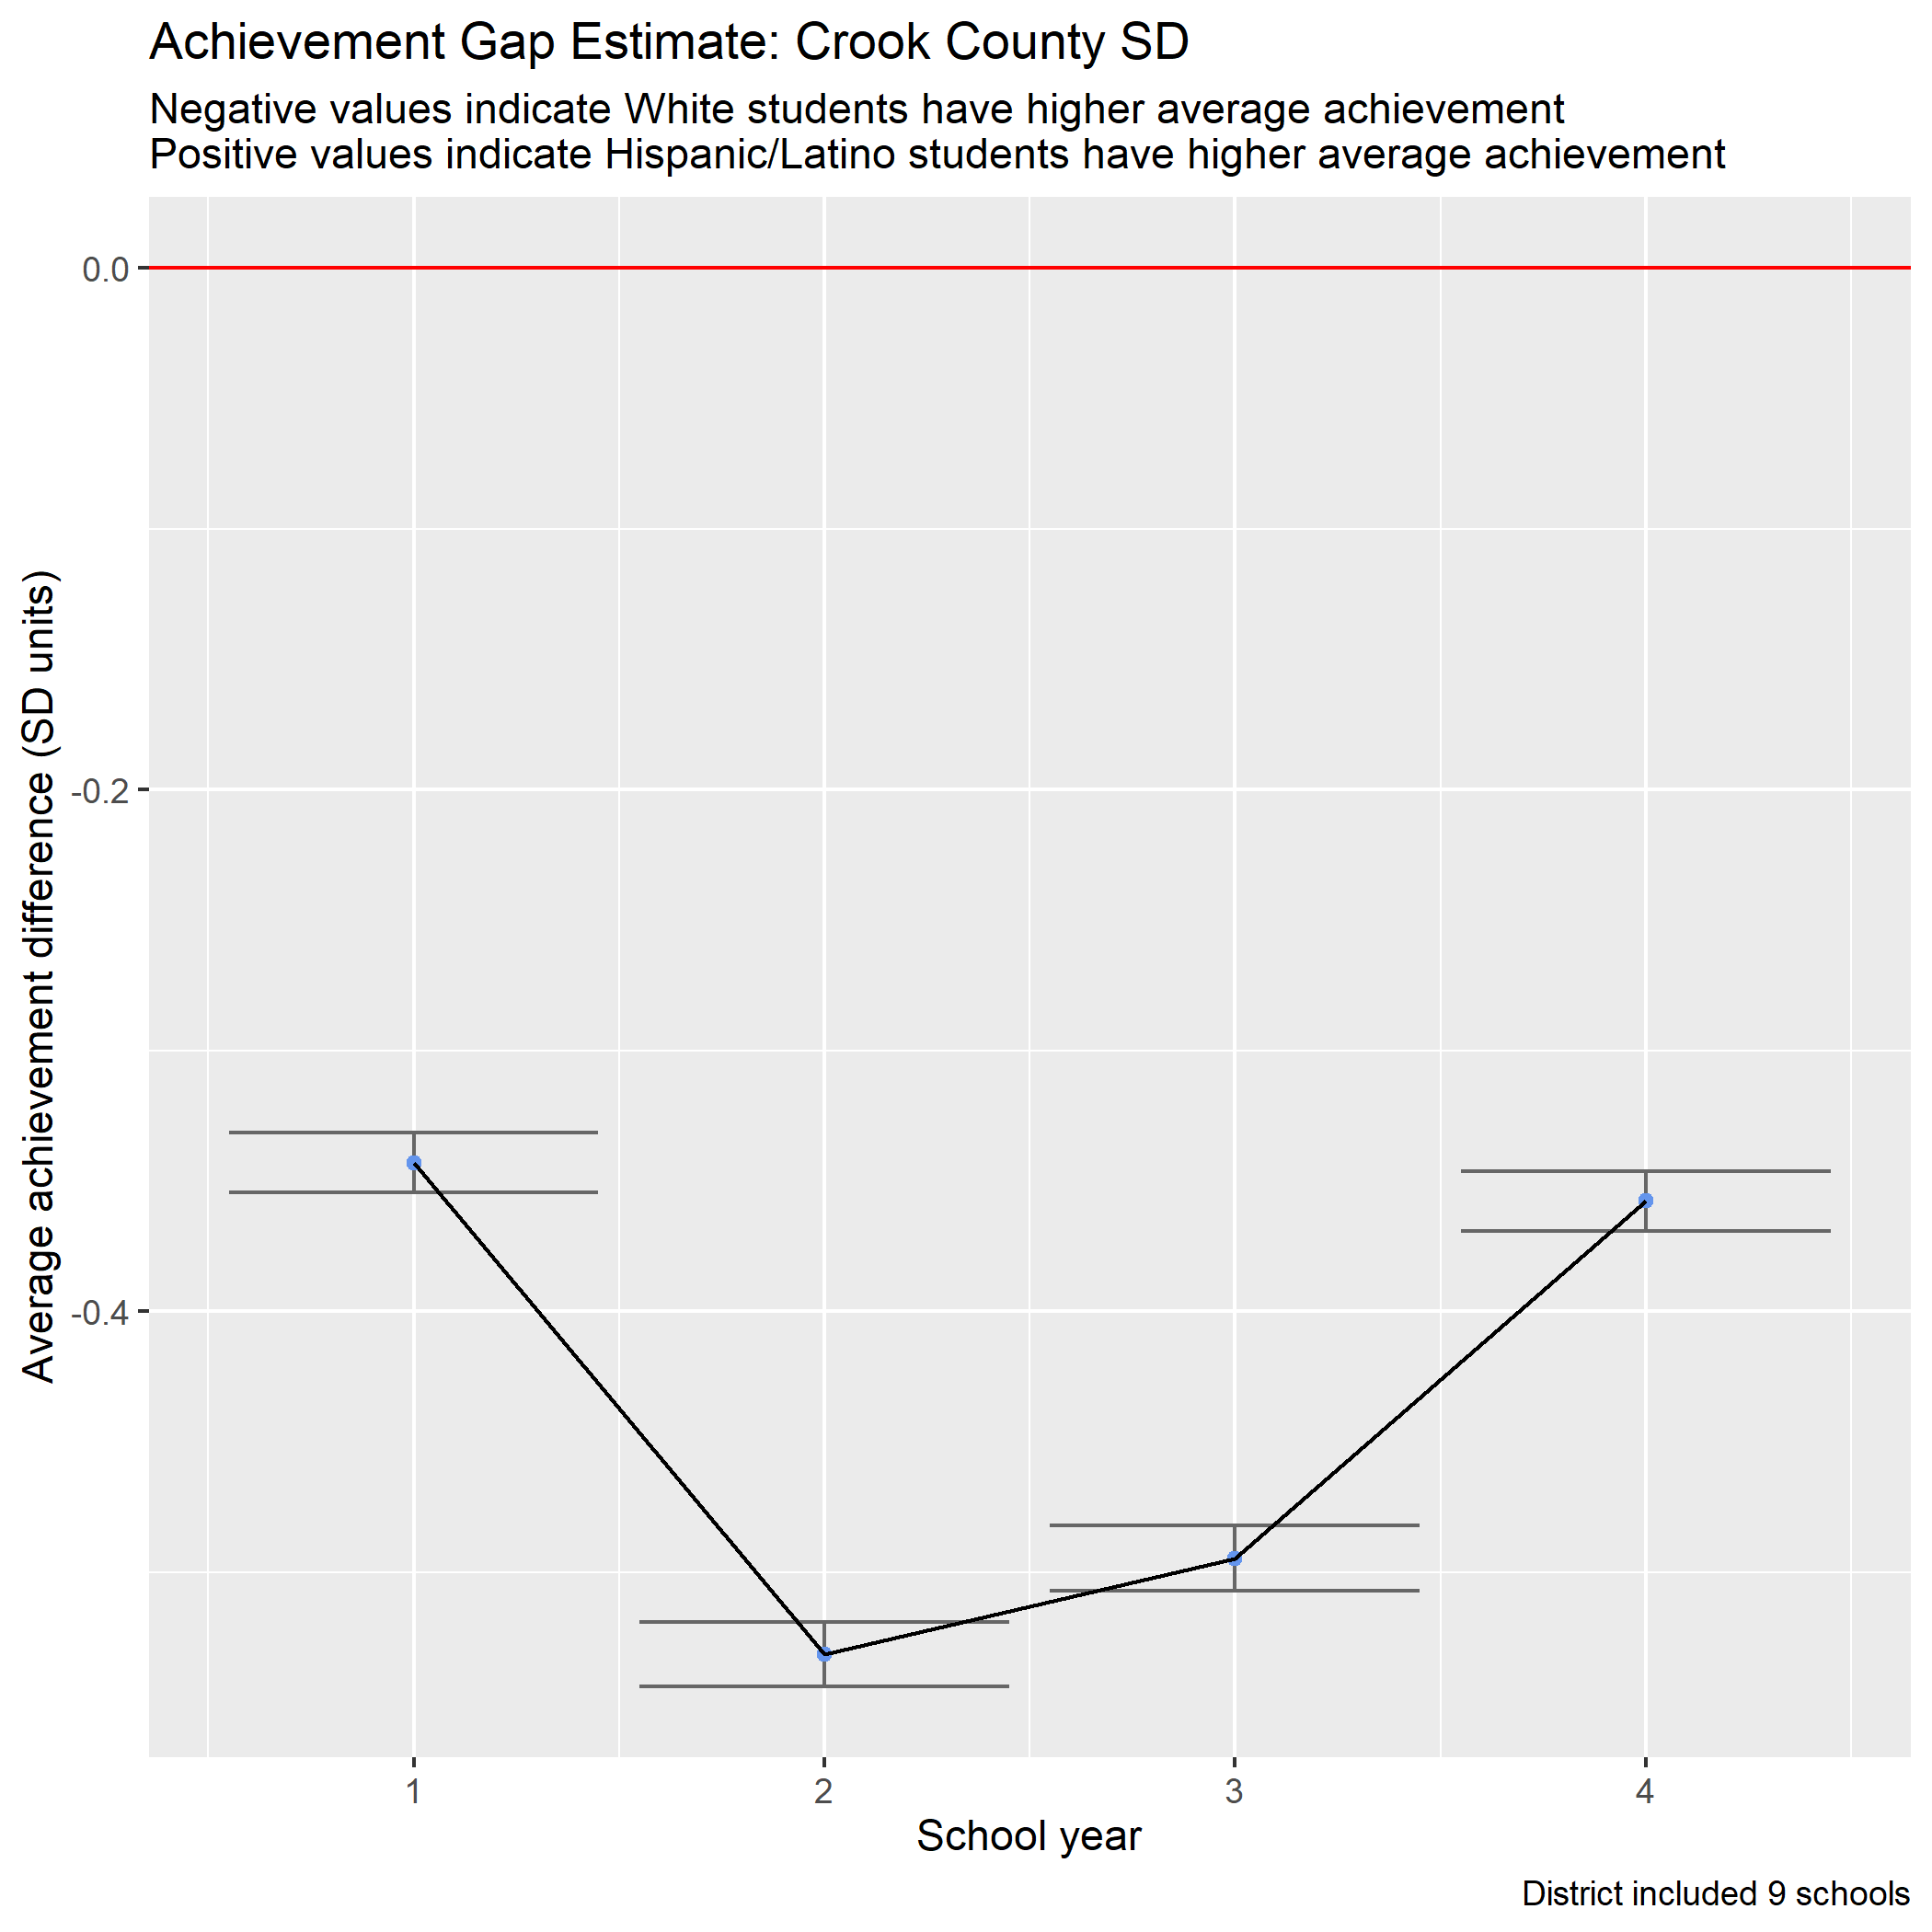 Achievement Gap Estimate: Crook County SD
Negative values indicate White students have higher average achievement
Positive values indicate Hispanic/Latino students have higher average achievement
Average achievement difference (SD units)
0.0
-0.2
-0.4
1 2 3 4
School year
District included 9 schools